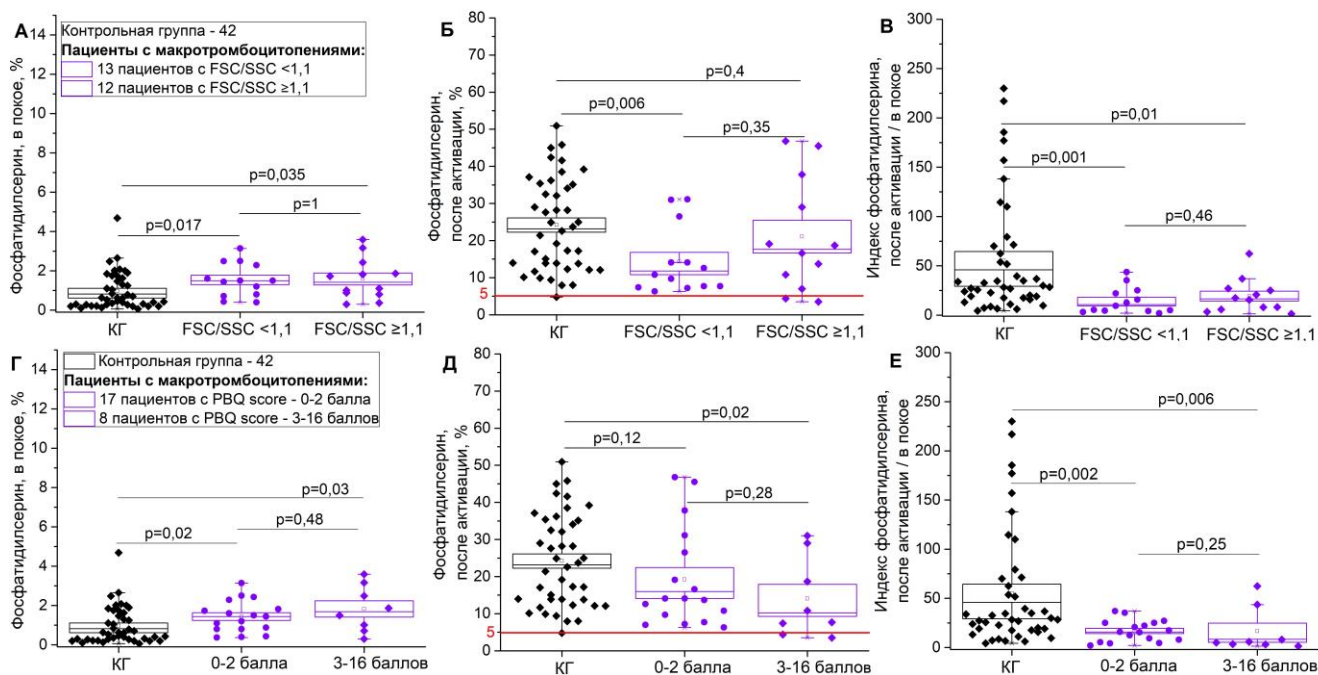 А
Фосфатидилсерин, в покое, %
14
12
10
8
6
4
2
0
Контрольная группа - 42
Пациенты с макротромбоцитопениями:
13 пациентов с FSC/SSC <1,1
12 пациентов с FSC/SSC ≥1,1
p=0,035
p=0,017
p=1
КГ
FSC/SSC <1,1
FSC/SSC ≥1,1
Б
Фосфатидилсерин,
после активации, %
80
70
60
50
40
30
20
10
5
0
p=0,4
p=0,006
p=0,35
КГ
FSC/SSC <1,1
FSC/SSC ≥1,1
В
Индекс фосфатидилсерина,
после активации / в покое
300
250
200
150
100
50
0
p=0,01
p=0,001
p=0,46
КГ
FSC/SSC <1,1
FSC/SSC ≥1,1
Г
Фосфатидилсерин, в покое, %
14
12
10
8
6
4
2
0
Контрольная группа - 42
Пациенты с макротромбоцитопениями:
17 пациентов с PBQ score - 0-2 балла
8 пациентов с PBQ score - 3-16 баллов
p=0,03
p=0,02
p=0,48
КГ
0-2 балла
3-16 баллов
Д
Фосфатидилсерин,
после активации, %
80
70
60
50
40
30
20
10
5
0
p=0,02
p=0,12
p=0,28
КГ
0-2 балла
3-16 баллов
Е
Индекс фосфатидилсерина,
после активации / в покое
300
250
200
150
100
50
0
p=0,006
p=0,002
p=0,25
КГ
0-2 балла
3-16 баллов